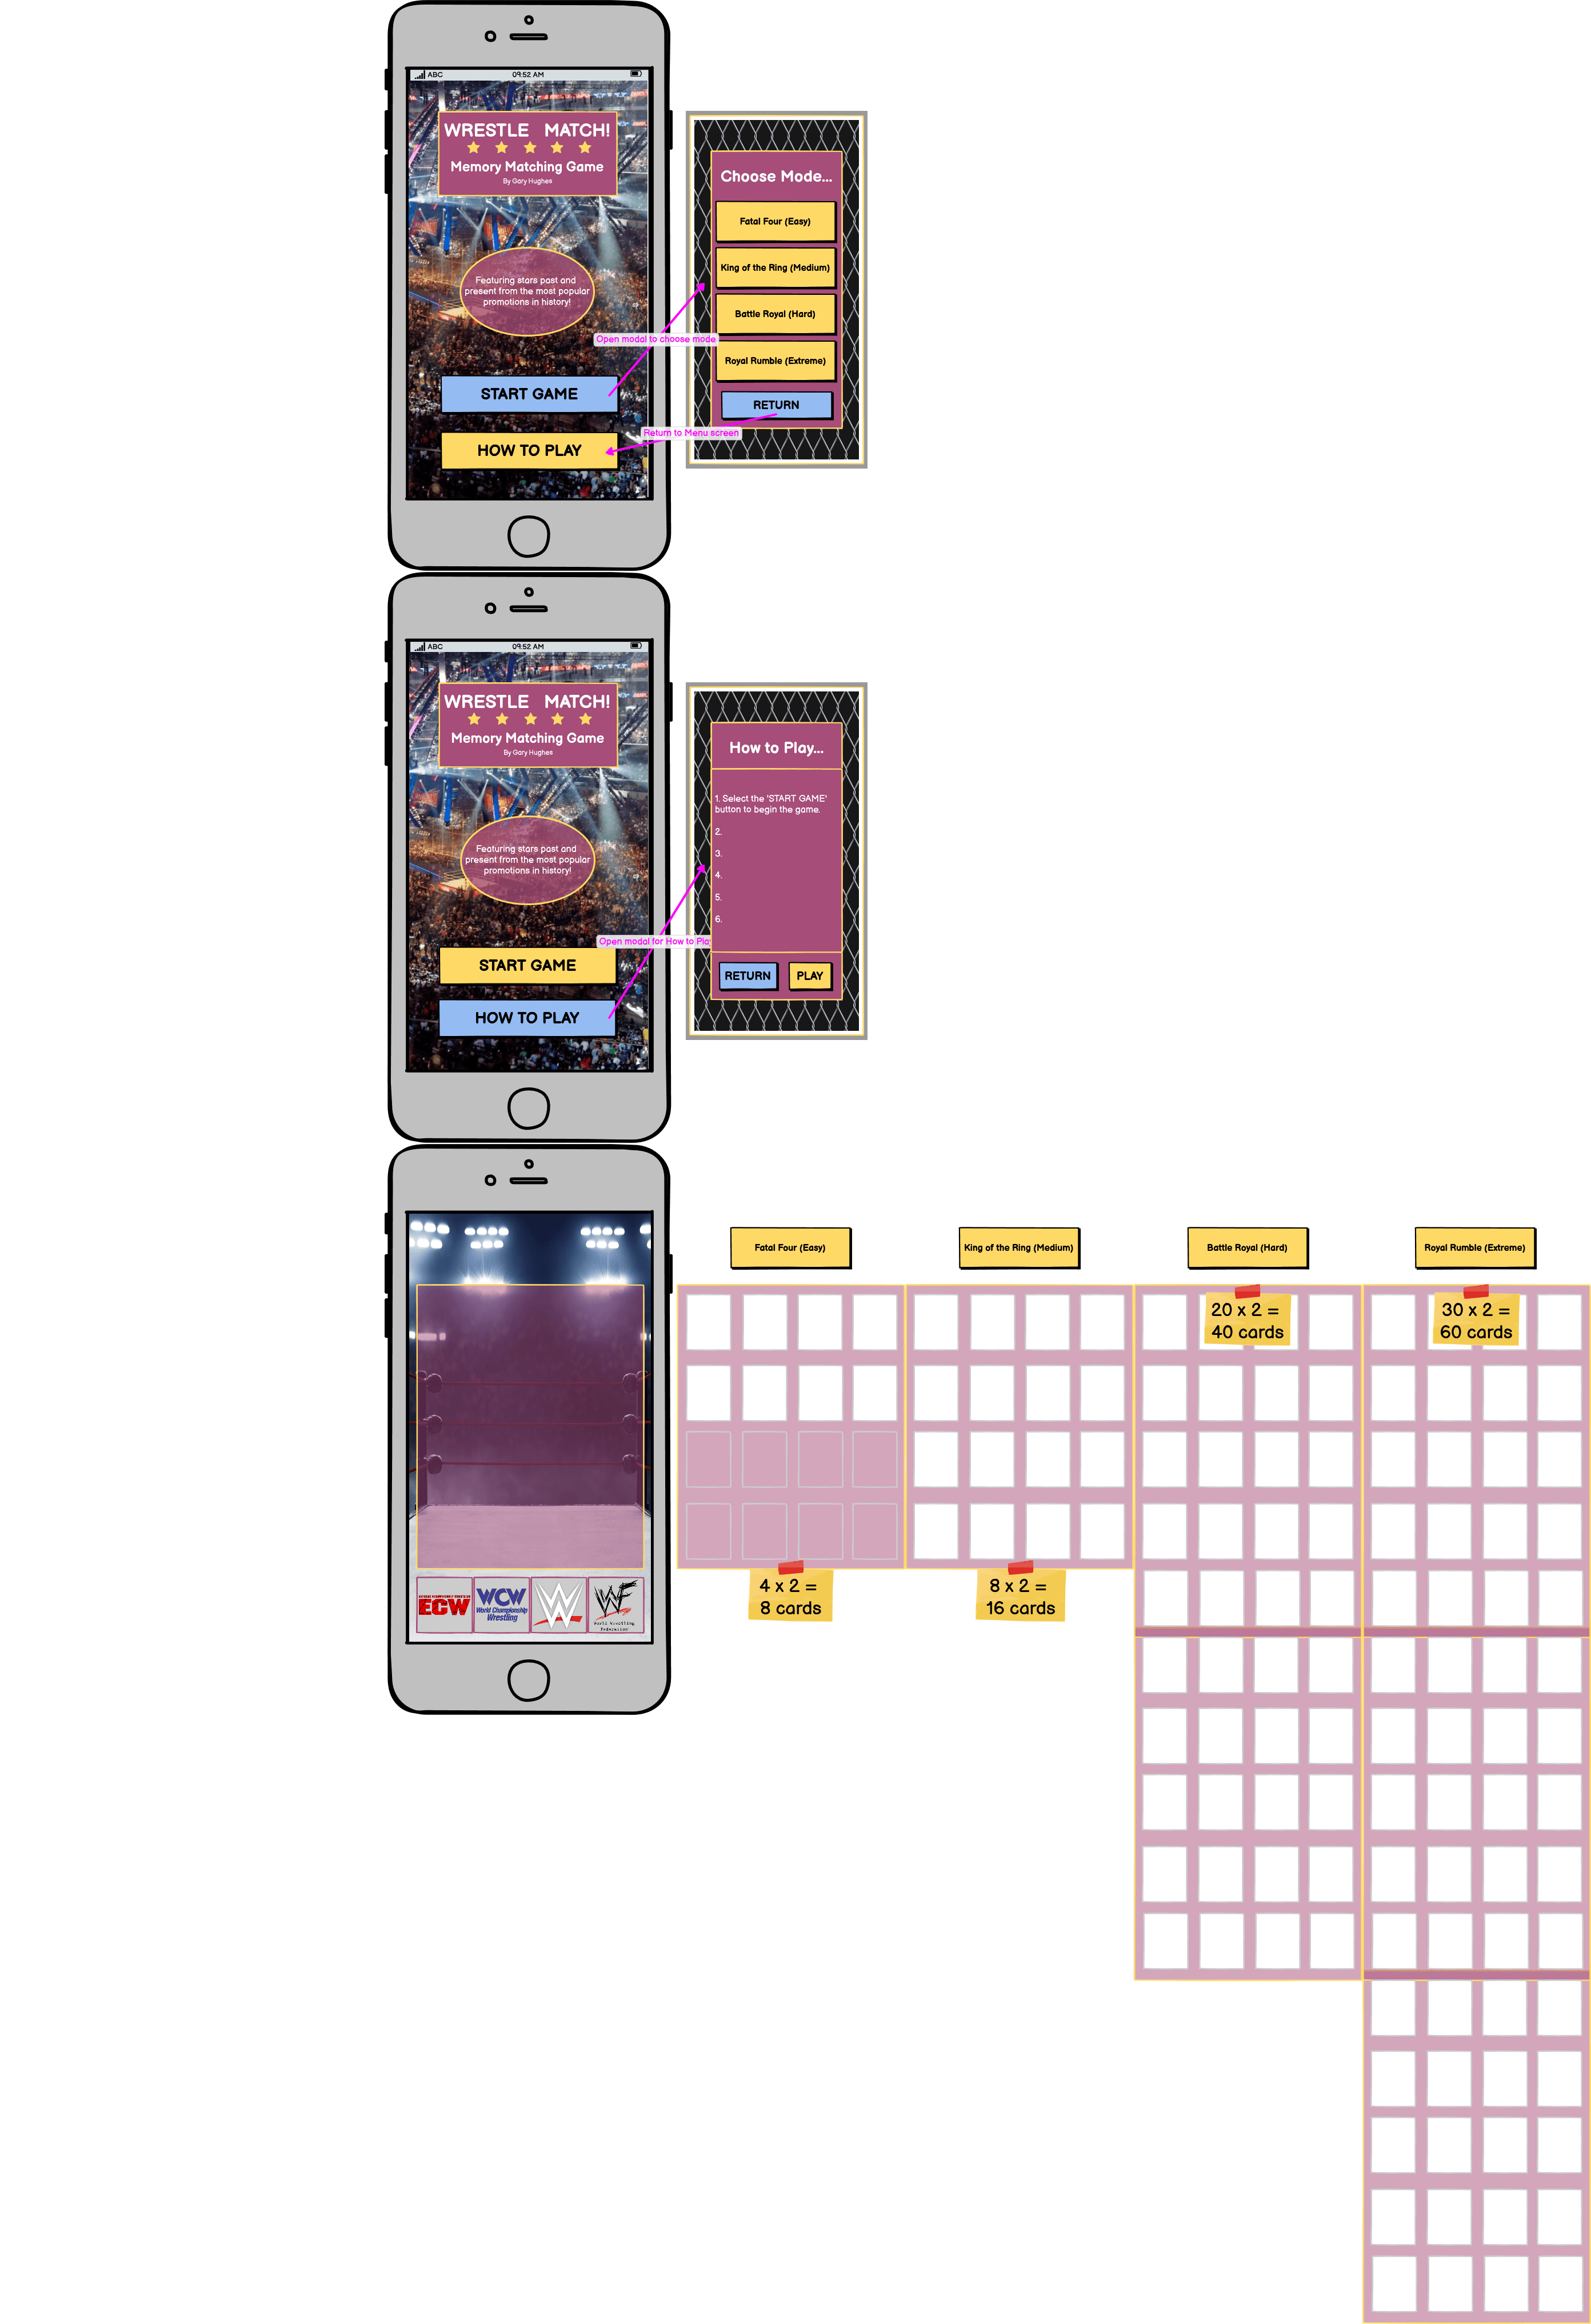 ABC 09:52 AM
WRESTLE MATCH!
Memory Matching Game
By Gary Hughes
Featuring stars past and
present from the most popular
promotions in history!
Open modal to choose mode
START GAME
Return to Menu screen
HOW TO PLAY
Choose Mode...
Fatal Four (Easy)
King of the Ring (Medium)
Battle Royal (Hard)
Royal Rumble (Extreme)
RETURN
ABC 09:52 AM
WRESTLE MATCH!
Memory Matching Game
By Gary Hughes
Featuring stars past and
present from the most popular
promotions in history!
Open modal for How to Pla
START GAME
HOW TO PLAY
How to Play...
1. Select the 'START GAME'
button to begin the game.
2.
3.
4.
5.
6.
RETURN PLAY
Fatal Four (Easy)
King of the Ring (Medium)
Battle Royal (Hard)
Royal Rumble (Extreme)
20 x 2 =
40 cards
30 x 2 =
60 cards
4 x 2 =
8 cards
8 x 2 =
16 cards
ECW
WCW
World Championship
Wrestling
W
WF
World Wrestling
Federation